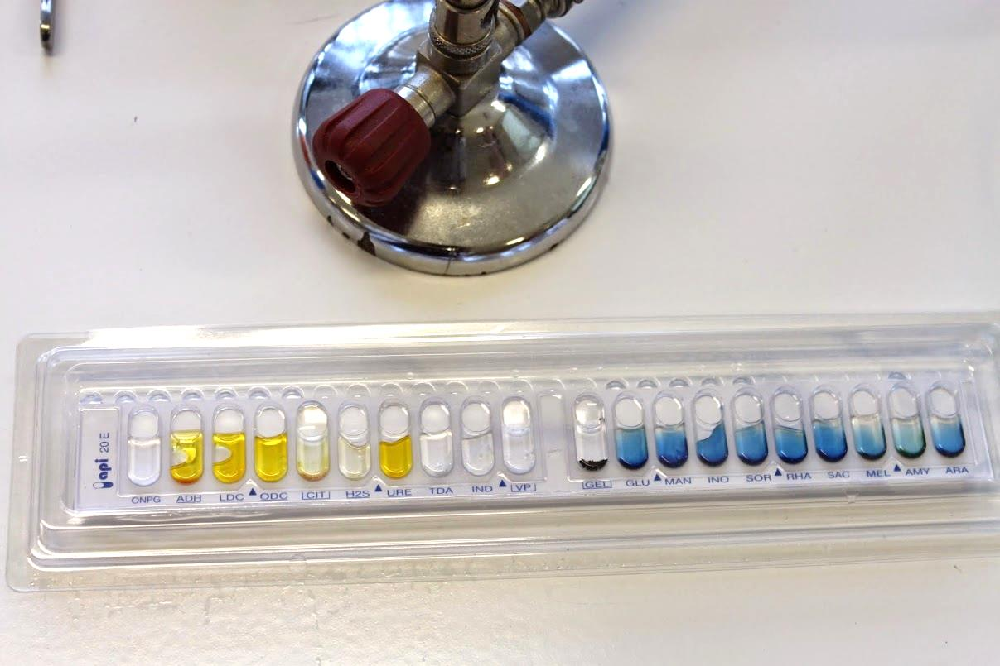 api 20 E
ONPG ADH LDC ODC CIT H2S URE TDA IND VP GEL GLU MAN INO SOR RHA SAC MEL AMY ARA